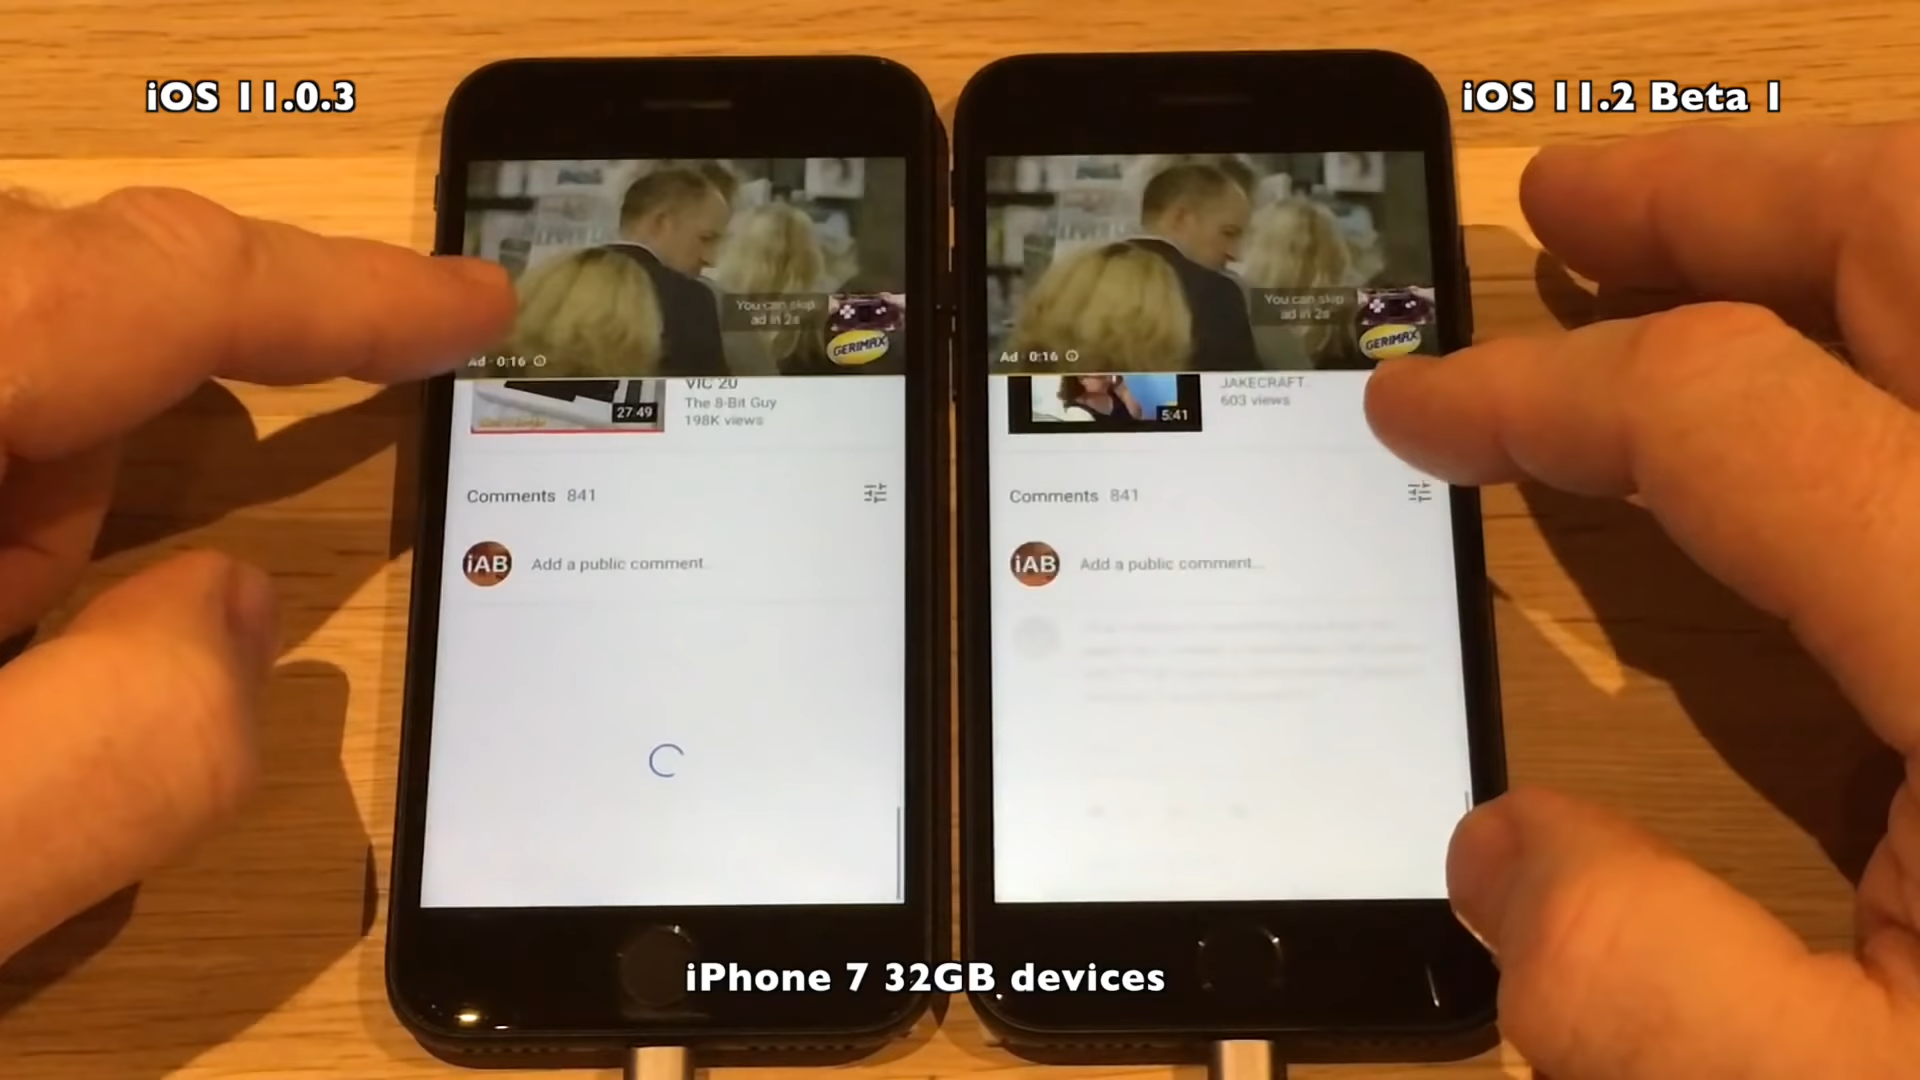 iOS 11.0.3
iOS 11.2 Beta 1
You can skip
ad in 2s
GERIMAX
Ad · 0:16
VIC 20
27:49
The 8-Bit Guy
198K views
Comments 841
iAB
Add a public comment
You can skip
ad in 2s
GERIMAX
Ad · 0:16
JAKECRAFT
5:41
603 views
Comments 841
iAB
Add a public comment...
iPhone 7 32GB devices